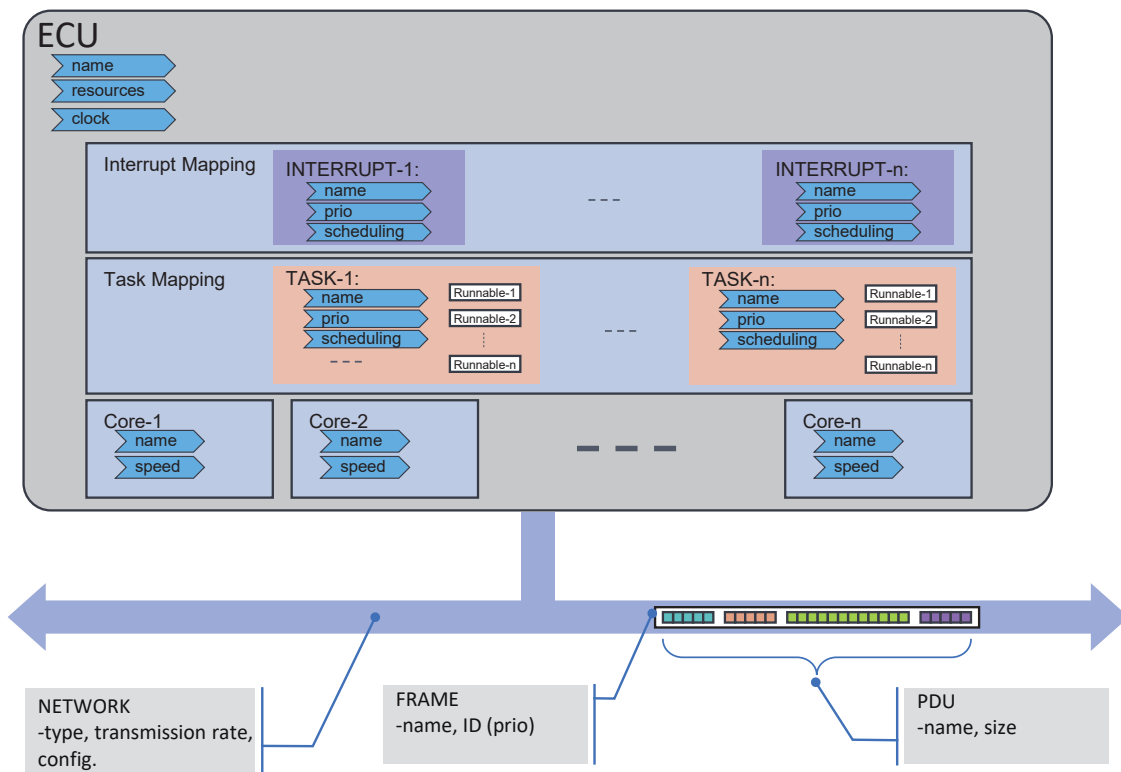 ECU
name
resources
clock
Interrupt Mapping
INTERRUPT-1:
name
prio
scheduling
INTERRUPT-n:
name
prio
scheduling
Task Mapping
TASK-1:
name
prio
scheduling
Runnable-1
Runnable-2
Runnable-n
TASK-n:
name
prio
scheduling
Runnable-1
Runnable-2
Runnable-n
Core-1
name
speed
Core-2
name
speed
Core-n
name
speed
NETWORK
-type, transmission rate,
config.
FRAME
-name, ID (prio)
PDU
-name, size